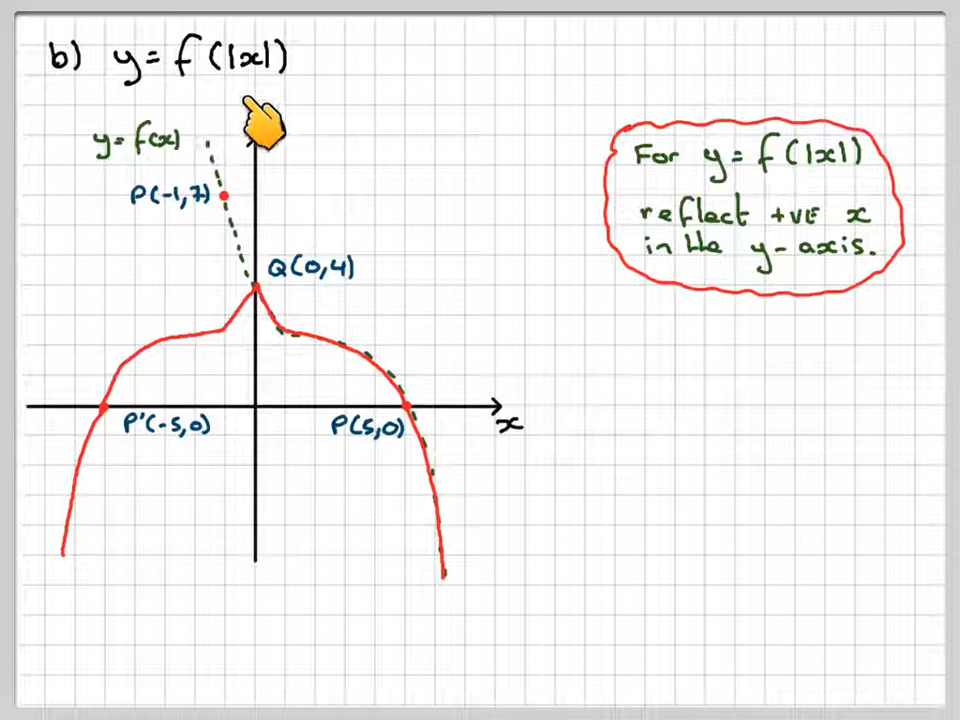 b) y = f(|x|)
y = f(x)
P(-1,7)
Q(0,4)
P'(-5,0)
P(5,0)
x
For y = f(|x|)
reflect +ve x
in the y-axis.